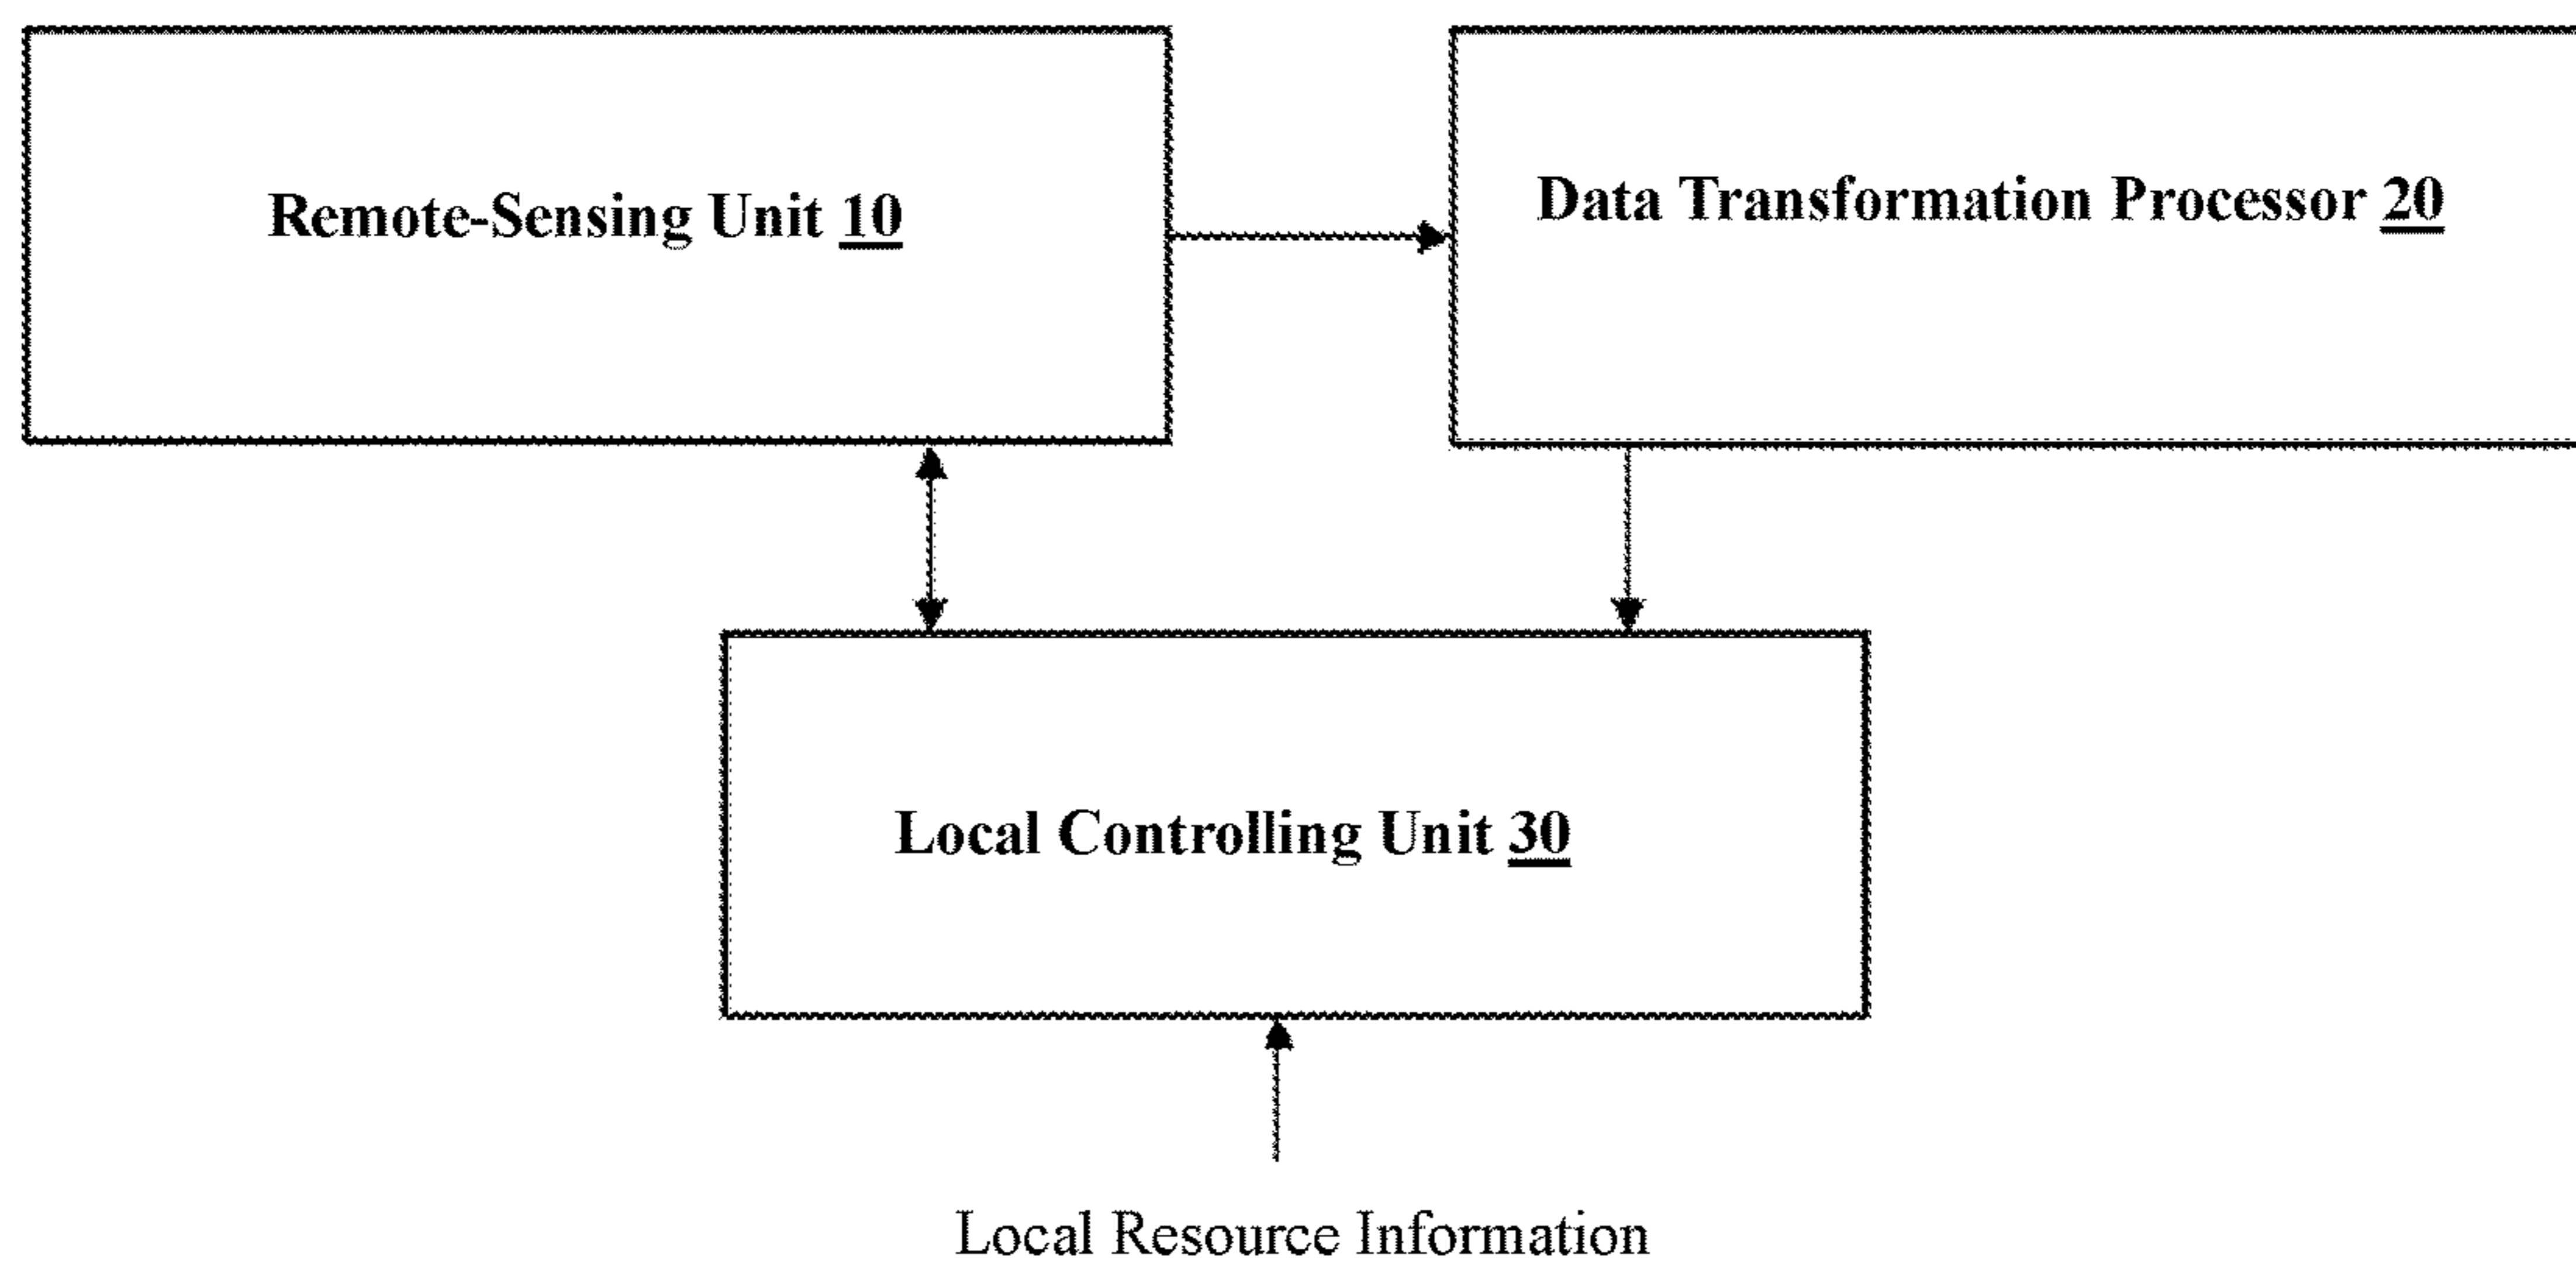 Remote-Sensing Unit 10
Data Transformation Processor 20
Local Controlling Unit 30
Local Resource Information